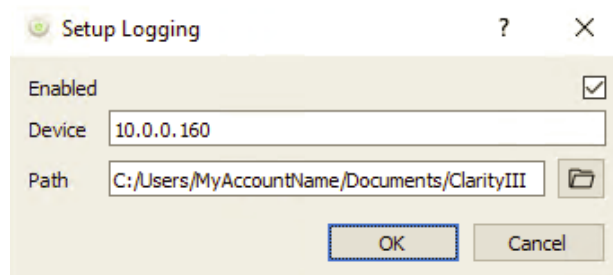 Setup Logging ?
Enabled
Device 10.0.0.160
Path C:/Users/MyAccountName/Documents/ClarityIII
OK Cancel